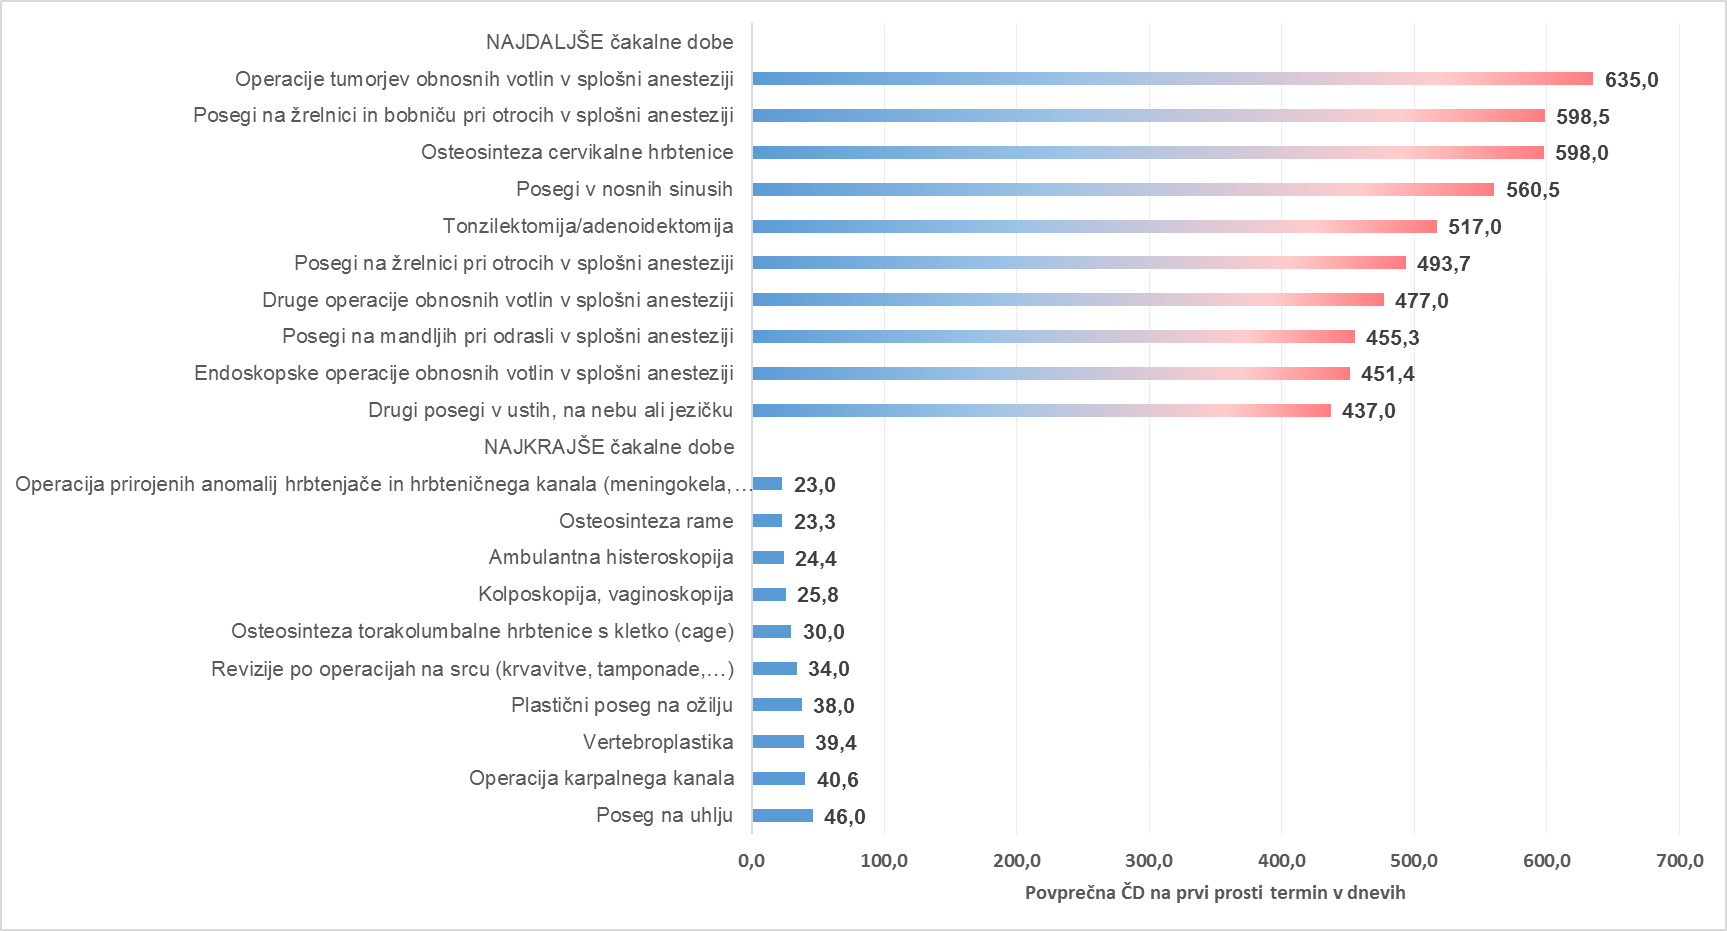 NAJDALJŠE čakalne dobe
Operacije tumorjev obnosnih votlin v splošni anesteziji 635,0
Posegi na žrelnici in bobniču pri otrocih v splošni anesteziji 598,5
Osteosinteza cervikalne hrbtenice 598,0
Posegi v nosnih sinusih 560,5
Tonzilektomija/adenoidektomija 517,0
Posegi na žrelnici pri otrocih v splošni anesteziji 493,7
Druge operacije obnosnih votlin v splošni anesteziji 477,0
Posegi na mandljih pri odrasli v splošni anesteziji 455,3
Endoskopske operacije obnosnih votlin v splošni anesteziji 451,4
Drugi posegi v ustih, na nebu ali jezičku 437,0
NAJKRAJŠE čakalne dobe
Operacija prirojenih anomalij hrbtenjače in hrbteničnega kanala (meningokela,… 23,0
Osteosinteza rame 23,3
Ambulantna histeroskopija 24,4
Kolposkopija, vaginoskopija 25,8
Osteosinteza torakolumbalne hrbtenice s kletko (cage) 30,0
Revizije po operacijah na srcu (krvavitve, tamponade,…) 34,0
Plastični poseg na ožilju 38,0
Vertebroplastika 39,4
Operacija karpalnega kanala 40,6
Poseg na uhlju 46,0
0,0 100,0 200,0 300,0 400,0 500,0 600,0 700,0
Povprečna ČD na prvi prosti termin v dnevih